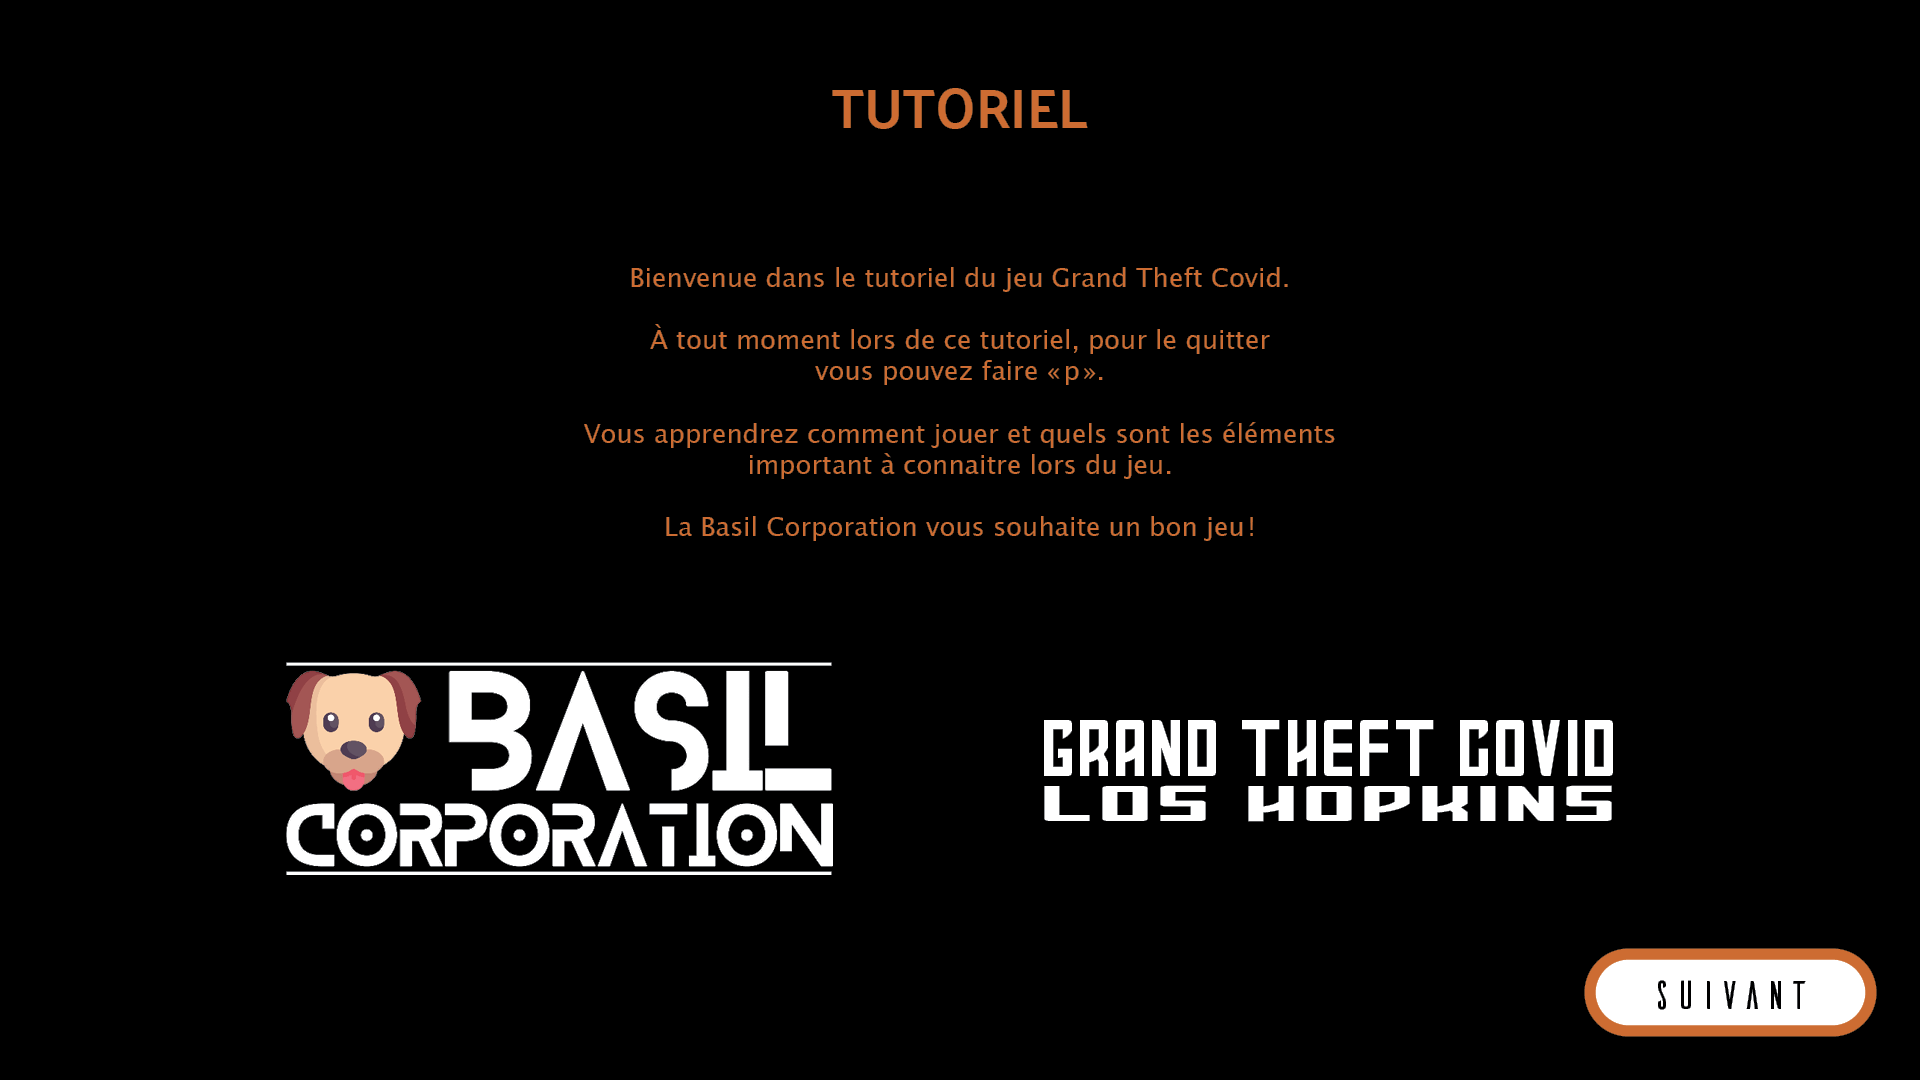 TUTORIEL
Bienvenue dans le tutoriel du jeu Grand Theft Covid.
À tout moment lors de ce tutoriel, pour le quitter
vous pouvez faire «p».
Vous apprendrez comment jouer et quels sont les éléments
important à connaitre lors du jeu.
La Basil Corporation vous souhaite un bon jeu!
BASIL
CORPORATION
GRAND THEFT COVID
LOS HOPKINS
SUIVANT